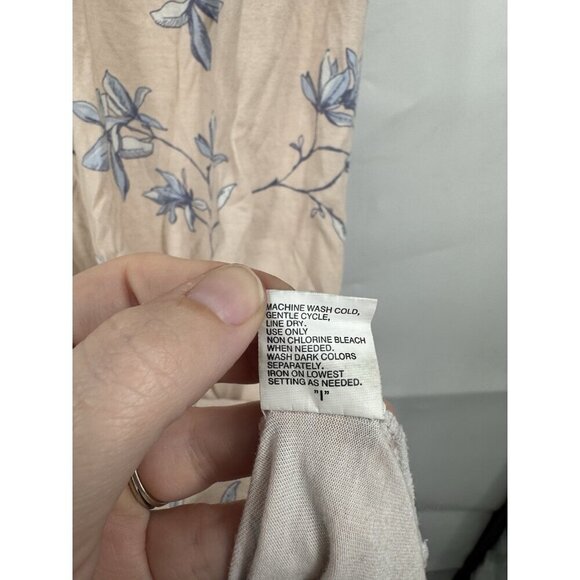 MACHINE WASH COLD,
GENTLE CYCLE,
LINE DRY.
USE ONLY
NON CHLORINE BLEACH
WHEN NEEDED.
WASH DARK COLORS
SEPARATELY.
IRON ON LOWEST
SETTING AS NEEDED.
"I"